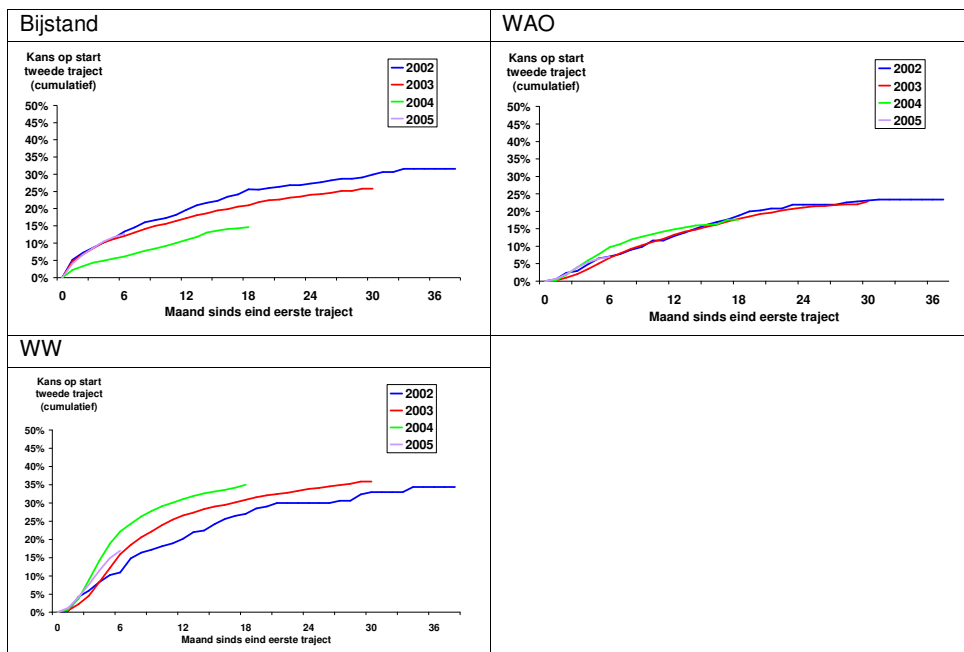 Bijstand
Kans op start
tweede traject
(cumulatief)
2002
2003
2004
2005
50%
45%
40%
35%
30%
25%
20%
15%
10%
5%
0%
0 6 12 18 24 30 36
Maand sinds eind eerste traject
WAO
Kans op start
tweede traject
(cumulatief)
2002
2003
2004
2005
50%
45%
40%
35%
30%
25%
20%
15%
10%
5%
0%
0 6 12 18 24 30 36
Maand sinds eind eerste traject
WW
Kans op start
tweede traject
(cumulatief)
2002
2003
2004
2005
50%
45%
40%
35%
30%
25%
20%
15%
10%
5%
0%
0 6 12 18 24 30 36
Maand sinds eind eerste traject